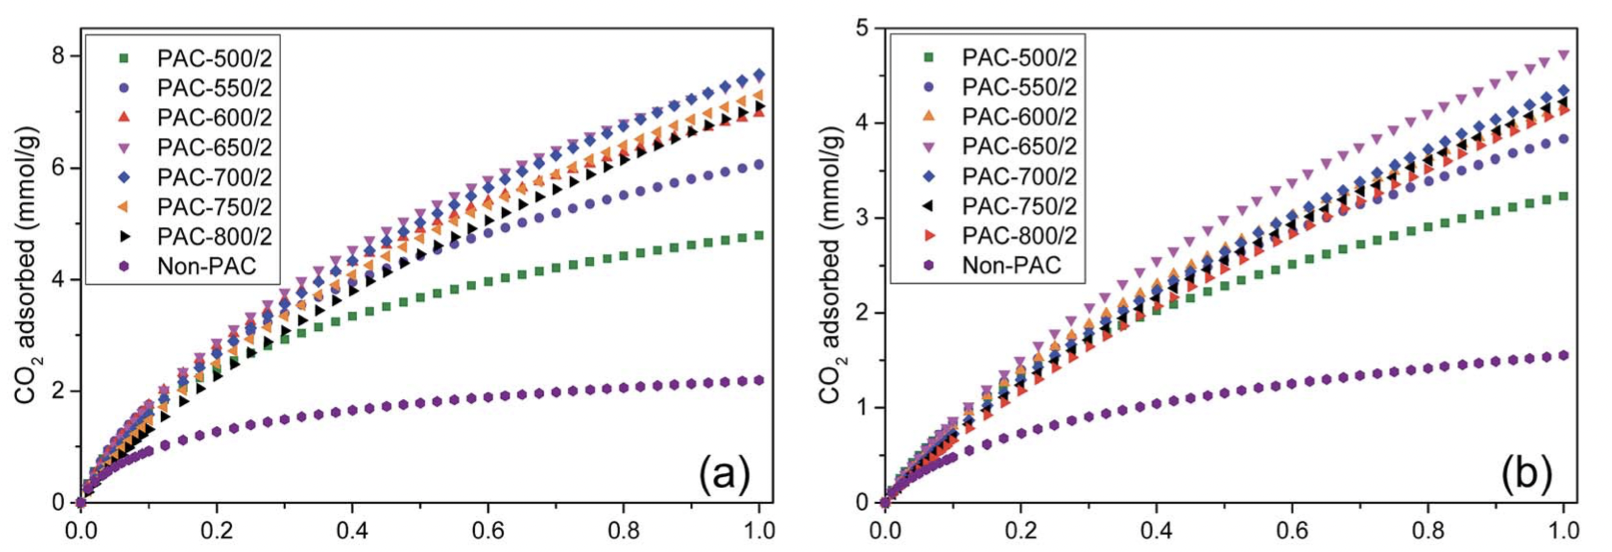 CO2 adsorbed (mmol/g)
8
6
4
2
0
PAC-500/2
PAC-550/2
PAC-600/2
PAC-650/2
PAC-700/2
PAC-750/2
PAC-800/2
Non-PAC
(a)
0.0 0.2 0.4 0.6 0.8 1.0
CO2 adsorbed (mmol/g)
5
4
3
2
1
0
PAC-500/2
PAC-550/2
PAC-600/2
PAC-650/2
PAC-700/2
PAC-750/2
PAC-800/2
Non-PAC
(b)
0.0 0.2 0.4 0.6 0.8 1.0